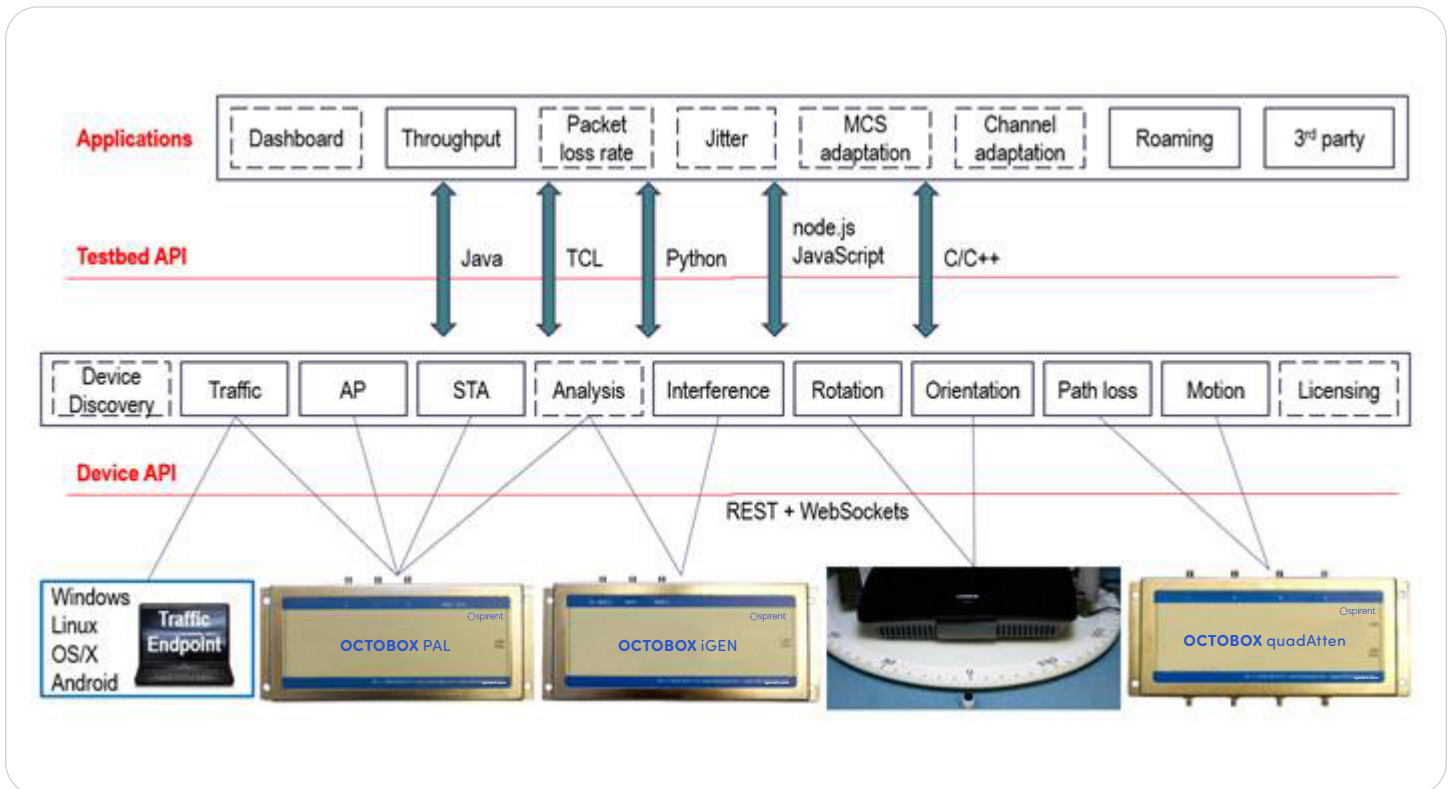 Applications
Dashboard
Throughput
Packet
loss rate
Jitter
MCS
adaptation
Channel
adaptation
Roaming
3rd party
Testbed API
Java
TCL
Python
node.js
JavaScript
C/C++
Device
Discovery
Traffic
AP
STA
Analysis
Interference
Rotation
Orientation
Path loss
Motion
Licensing
Device API
REST + WebSockets
Windows
Linux
OS/X
Android
Traffic
Endpoint
spirent
OCTOBOX PAL
spirent
OCTOBOX iGEN
spirent
OCTOBOX quadAtten